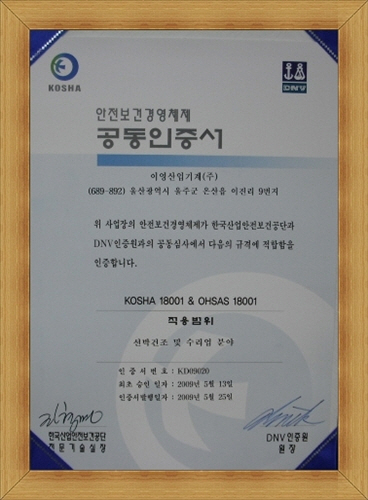 KOSHA
DNV
안전보건경영체제
공동인증서
이영산업기계(주)
(689-892) 울산광역시 울주군 온산읍 이진리 9번지
위 사업장의 안전보건경영체제가 한국산업안전보건공단과
DNV인증원과의 공동심사에서 다음의 규격에 적합함을
인증합니다.
KOSHA 18001 & OHSAS 18001
적용범위
선박건조 및 수리업 분야
인 증 서 번 호 : KD09020
최초 승인 일자 : 2009년 5월 13일
인증서발행일자 : 2009년 5월 25일
한국산업안전보건공단
전 문 기 술 실 장
DNV인증원
원 장